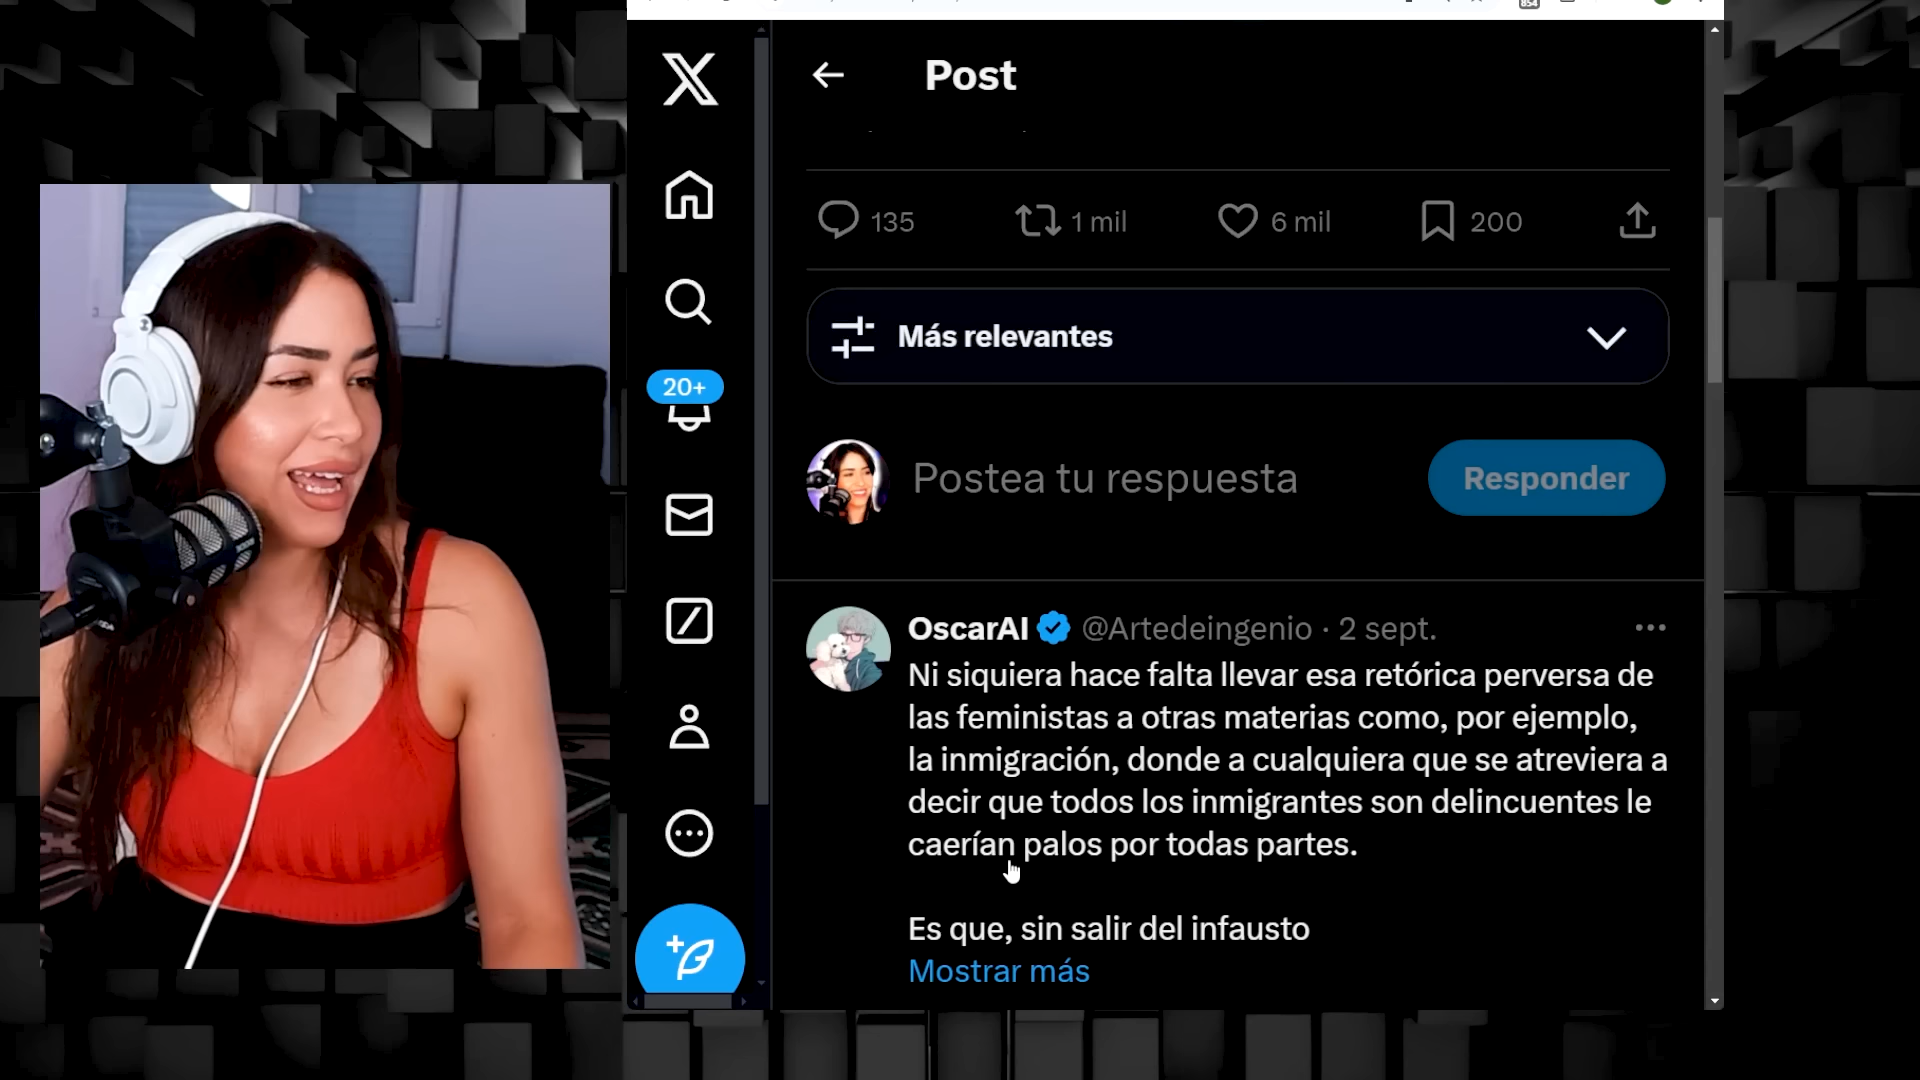 854
Post
135
1 mil
6 mil
200
Más relevantes
20+
Postea tu respuesta
Responder
OscarAI @Artedeingenio · 2 sept.
Ni siquiera hace falta llevar esa retórica perversa de
las feministas a otras materias como, por ejemplo,
la inmigración, donde a cualquiera que se atreviera a
decir que todos los inmigrantes son delincuentes le
caerían palos por todas partes.
Es que, sin salir del infausto
Mostrar más